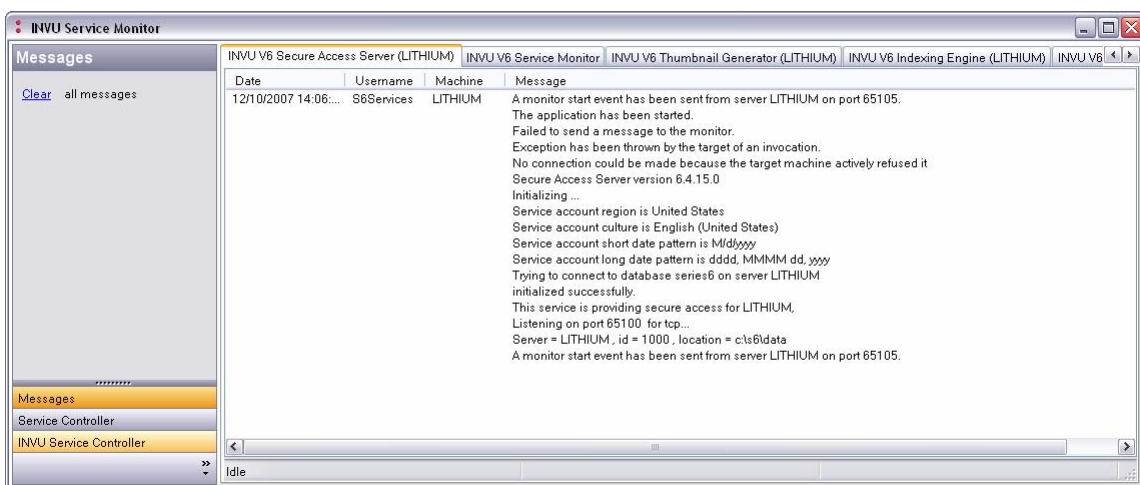 INVU Service Monitor
Messages
Clear all messages
Messages
Service Controller
INVU Service Controller
INVU V6 Secure Access Server (LITHIUM) INVU V6 Service Monitor INVU V6 Thumbnail Generator (LITHIUM) INVU V6 Indexing Engine (LITHIUM) INVU V6
Date Username Machine Message
12/10/2007 14:06:... S6Services LITHIUM A monitor start event has been sent from server LITHIUM on port 65105.
The application has been started.
Failed to send a message to the monitor.
Exception has been thrown by the target of an invocation.
No connection could be made because the target machine actively refused it
Secure Access Server version 6.4.15.0
Initializing ...
Service account region is United States
Service account culture is English (United States)
Service account short date pattern is M/d/yyyy
Service account long date pattern is dddd, MMMM dd, yyyy
Trying to connect to database series6 on server LITHIUM
initialized successfully.
This service is providing secure access for LITHIUM,
Listening on port 65100 for tcp...
Server = LITHIUM , id = 1000 , location = c:\s6\data
A monitor start event has been sent from server LITHIUM on port 65105.
Idle